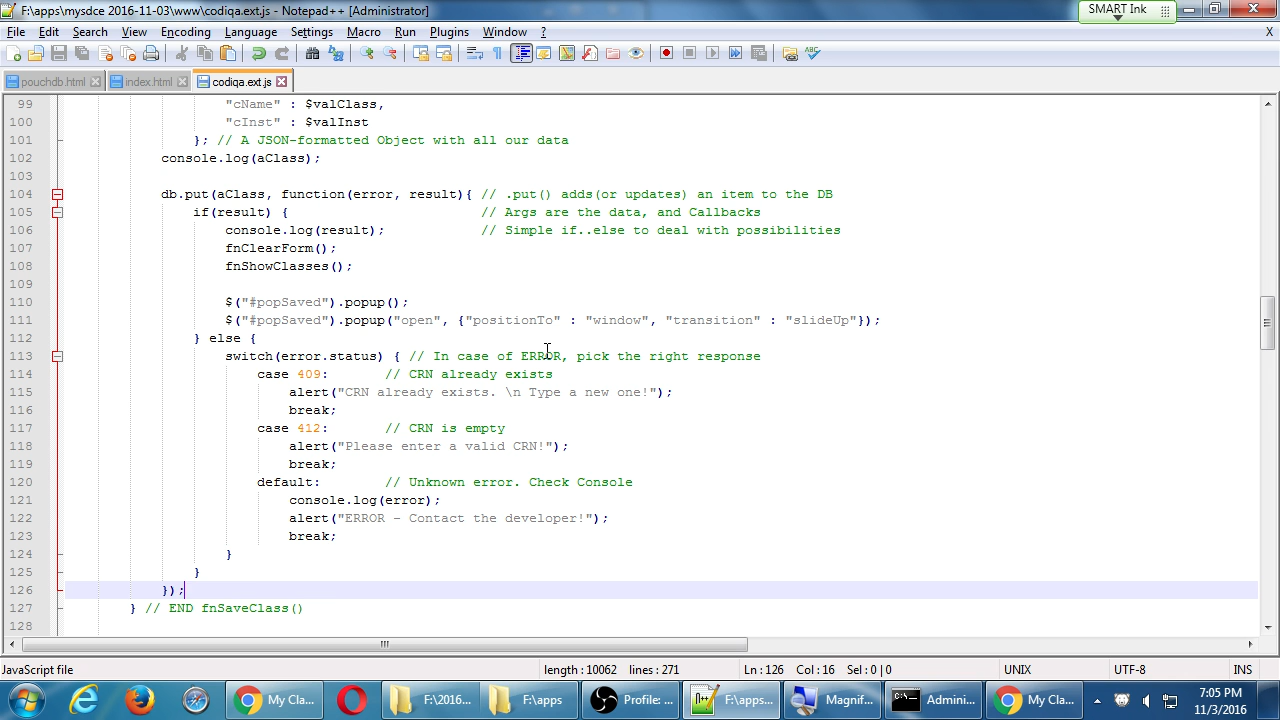 F:\apps\mysdce 2016-11-03\www\codiqa.ext.js - Notepad++ [Administrator]
SMART Ink
File Edit Search View Encoding Language Settings Macro Run Plugins Window ? X
pouchdb.html index.html codiqa.ext.js
99 "cName" : $valClass,
100 "cInst" : $valInst
101 }; // A JSON-formatted Object with all our data
102 console.log(aClass);
103
104 db.put(aClass, function(error, result){ // .put() adds(or updates) an item to the DB
105 if(result) { // Args are the data, and Callbacks
106 console.log(result); // Simple if..else to deal with possibilities
107 fnClearForm();
108 fnShowClasses();
109
110 $("#popSaved").popup();
111 $("#popSaved").popup("open", {"positionTo" : "window", "transition" : "slideUp"});
112 } else {
113 switch(error.status) { // In case of ERROR, pick the right response
114 case 409: // CRN already exists
115 alert("CRN already exists. \n Type a new one!");
116 break;
117 case 412: // CRN is empty
118 alert("Please enter a valid CRN!");
119 break;
120 default: // Unknown error. Check Console
121 console.log(error);
122 alert("ERROR - Contact the developer!");
123 break;
124 }
125 }
126 });
127 } // END fnSaveClass()
128
JavaScript file length : 10062 lines : 271 Ln : 126 Col : 16 Sel : 0 | 0 UNIX UTF-8 INS
My Cla... F:\2016... F:\apps Profile: ... F:\apps... Magnif... Admini... My Cla... 7:05 PM
11/3/2016